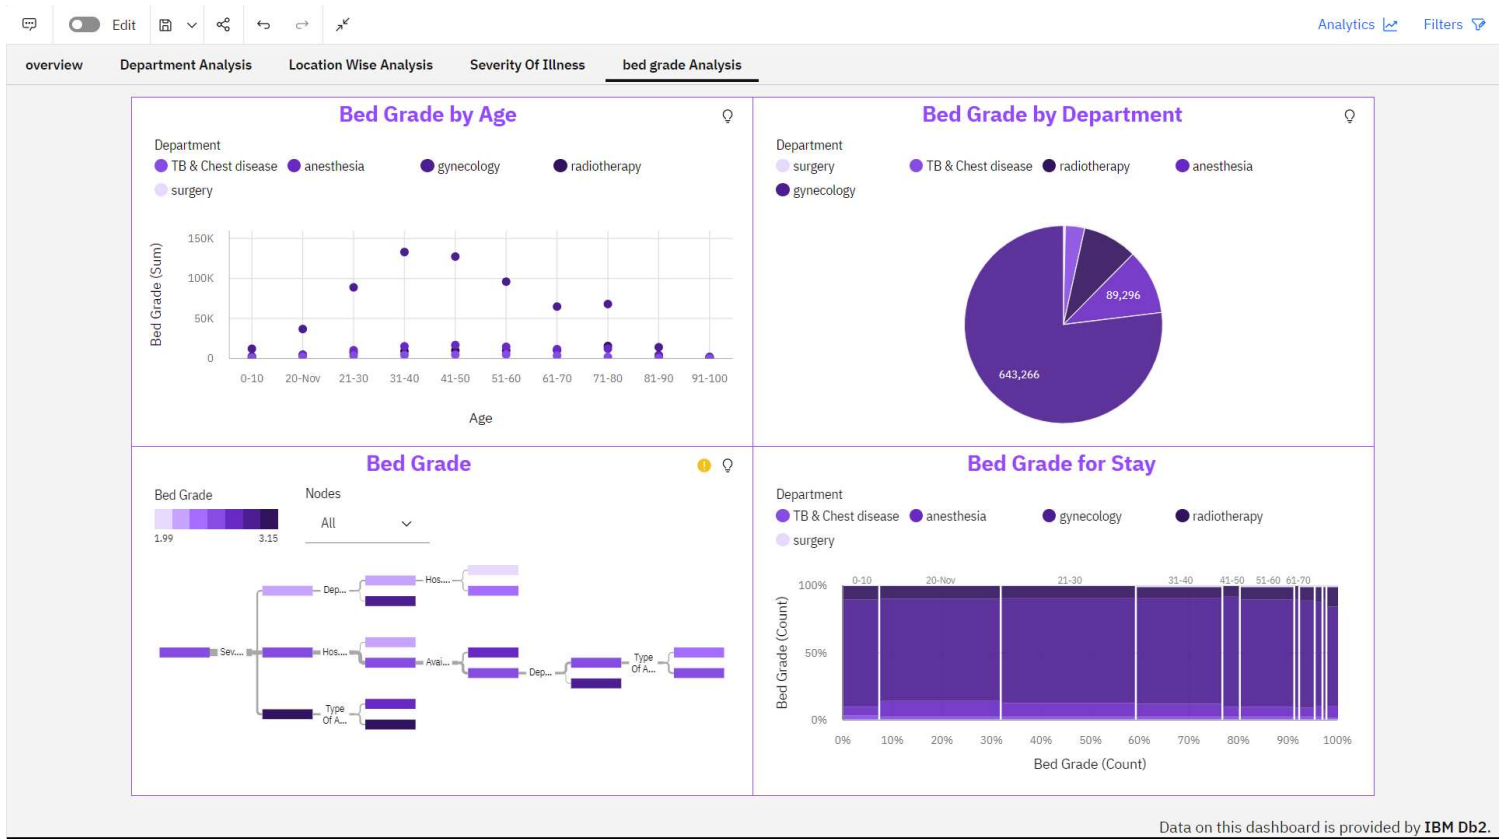 Edit
Analytics
Filters
overview
Department Analysis
Location Wise Analysis
Severity Of Illness
bed grade Analysis
Bed Grade by Age
Department
TB & Chest disease
anesthesia
gynecology
radiotherapy
surgery
Bed Grade (Sum)
150K
100K
50K
0
0-10
20-Nov
21-30
31-40
41-50
51-60
61-70
71-80
81-90
91-100
Age
Bed Grade by Department
Department
surgery
TB & Chest disease
radiotherapy
anesthesia
gynecology
89,296
643,266
Bed Grade
Bed Grade
1.99
3.15
Nodes
All
Sev....
Dep...
Hos....
Hos....
Avai...
Dep...
Type
Of A...
Type
Of A...
Bed Grade for Stay
Department
TB & Chest disease
anesthesia
gynecology
radiotherapy
surgery
Bed Grade (Count)
100%
50%
0%
0-10
20-Nov
21-30
31-40
41-50
51-60
61-70
0%
10%
20%
30%
40%
50%
60%
70%
80%
90%
100%
Bed Grade (Count)
Data on this dashboard is provided by IBM Db2.